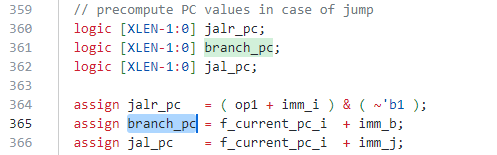 359 // precompute PC values in case of jump
360 logic [XLEN-1:0] jalr_pc;
361 logic [XLEN-1:0] branch_pc;
362 logic [XLEN-1:0] jal_pc;
363
364 assign jalr_pc = ( op1 + imm_i ) & ( ~'b1 );
365 assign branch_pc = f_current_pc_i + imm_b;
366 assign jal_pc = f_current_pc_i + imm_j;